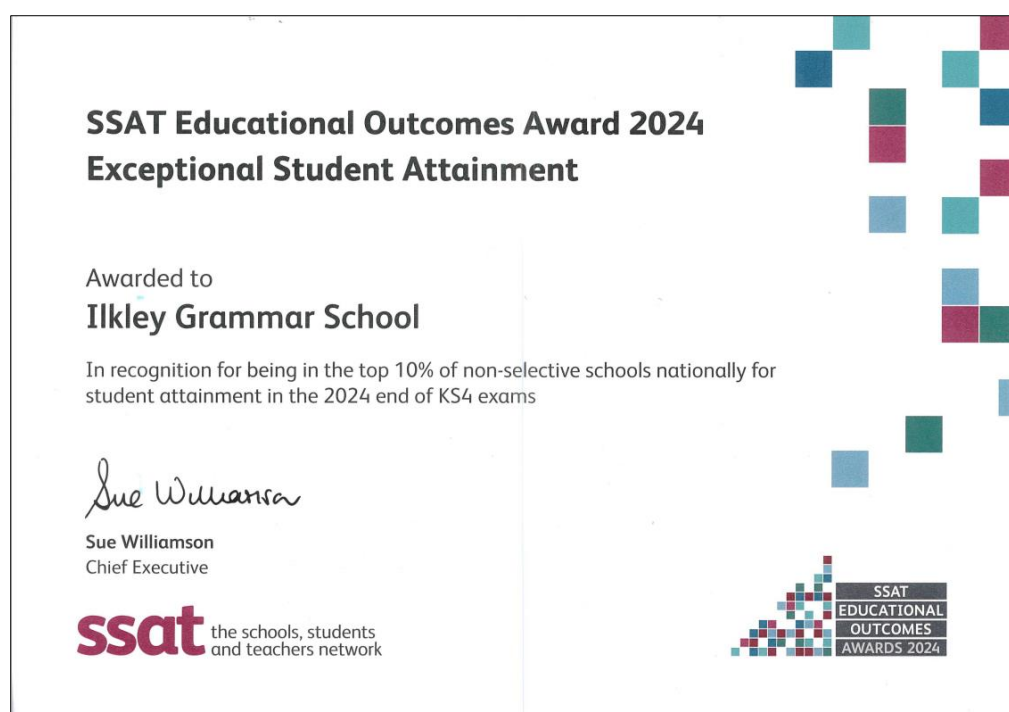 SSAT Educational Outcomes Award 2024
Exceptional Student Attainment
Awarded to
Ilkley Grammar School
In recognition for being in the top 10% of non-selective schools nationally for
student attainment in the 2024 end of KS4 exams
Sue Williamson
Sue Williamson
Chief Executive
ssat the schools, students
and teachers network
SSAT
EDUCATIONAL
OUTCOMES
AWARDS 2024